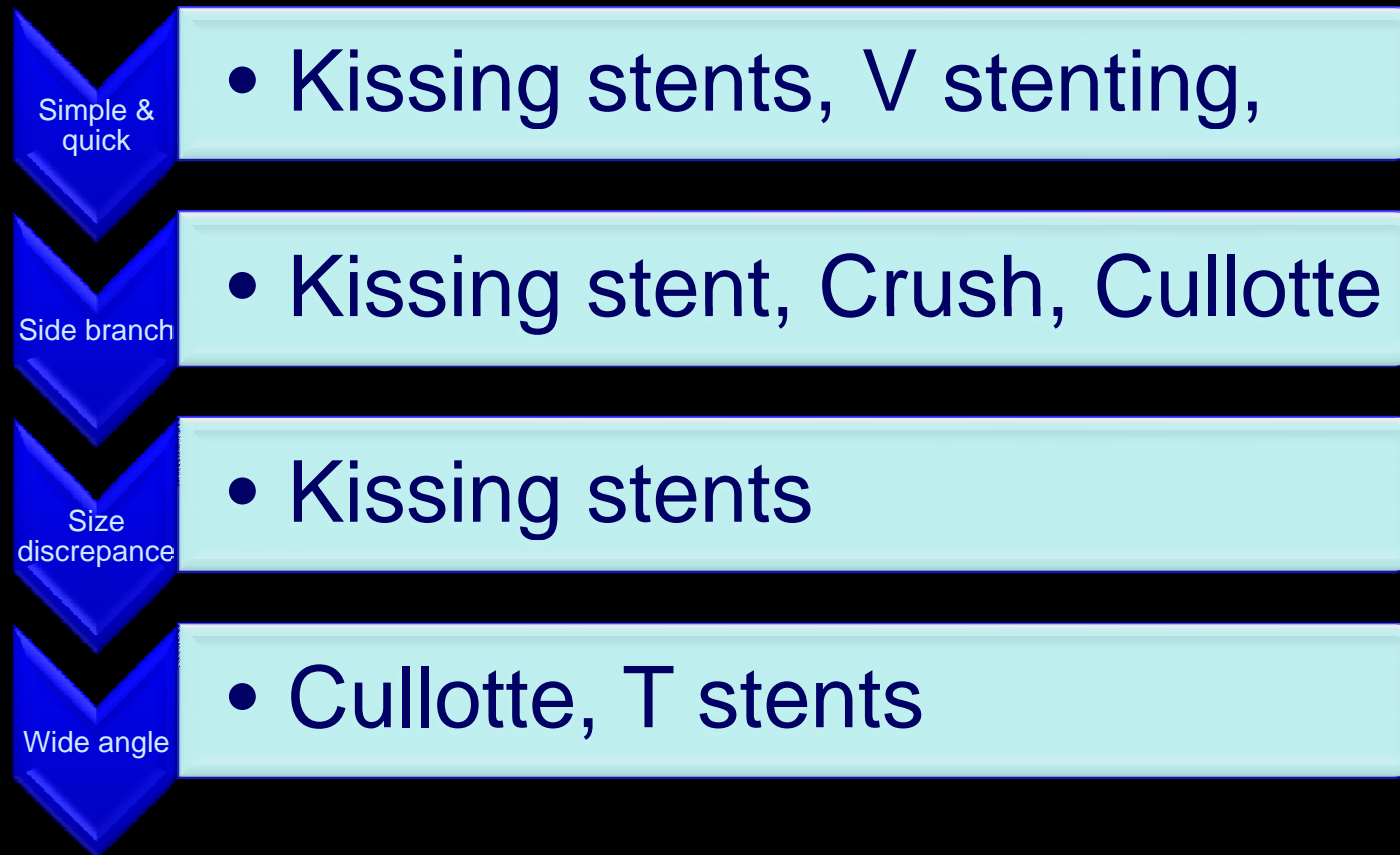 Simple &
quick
• Kissing stents, V stenting,
Side branch
• Kissing stent, Crush, Cullotte
Size
discrepance
• Kissing stents
Wide angle
• Cullotte, T stents